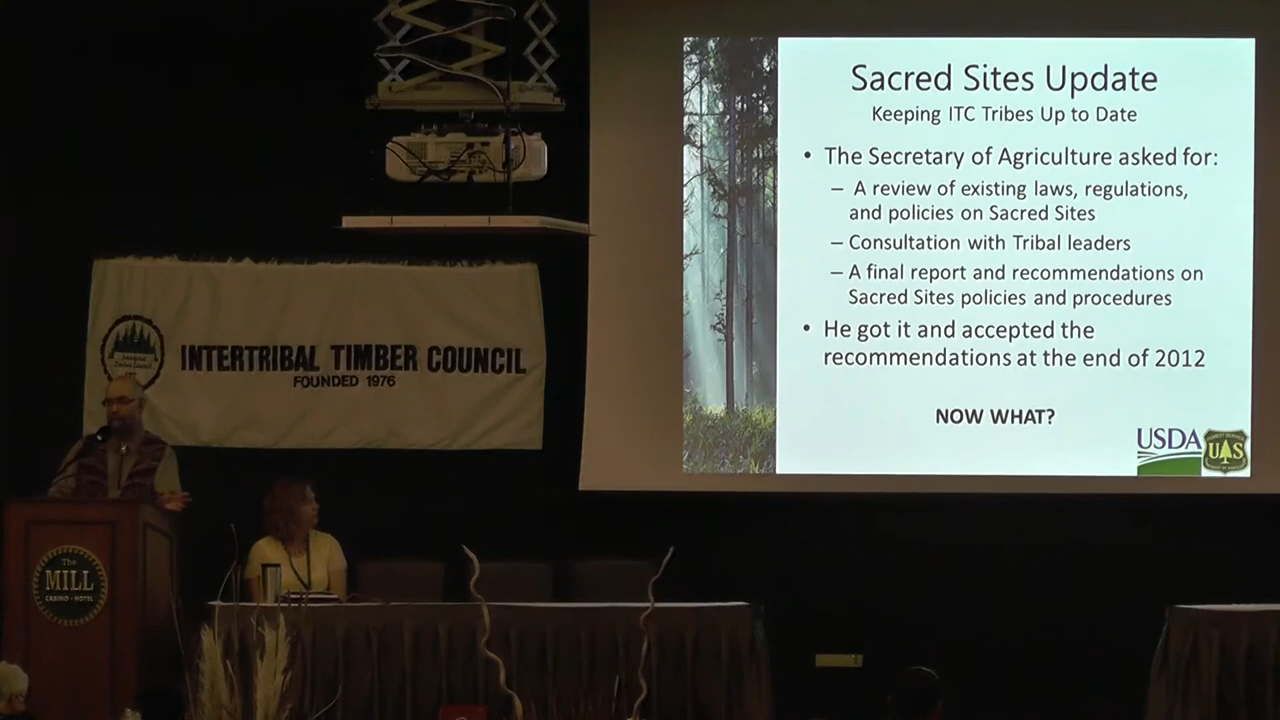 Sacred Sites Update
Keeping ITC Tribes Up to Date
• The Secretary of Agriculture asked for:
– A review of existing laws, regulations,
and policies on Sacred Sites
– Consultation with Tribal leaders
– A final report and recommendations on
Sacred Sites policies and procedures
• He got it and accepted the
recommendations at the end of 2012
NOW WHAT?
USDA
UAS
INTERTRIBAL TIMBER COUNCIL
FOUNDED 1976
The
MILL
CASINO • HOTEL